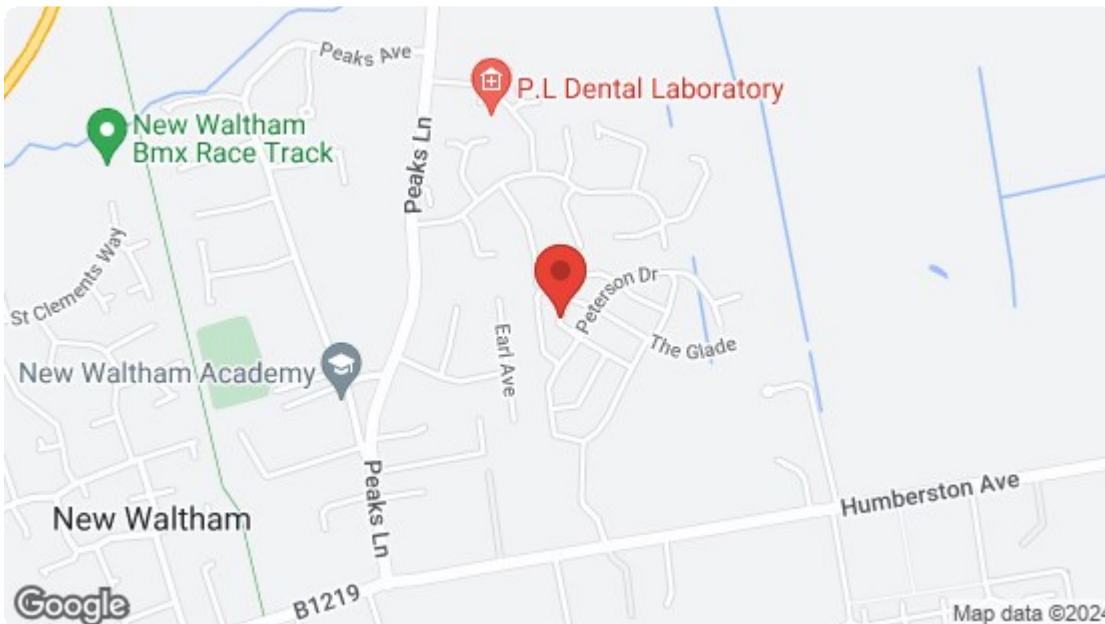 Peaks Ave
P.L Dental Laboratory
New Waltham
Bmx Race Track
Peaks Ln
St Clements Way
Peterson Dr
The Glade
Earl Ave
New Waltham Academy
Peaks Ln
Humberston Ave
New Waltham
B1219
Google
Map data ©2024